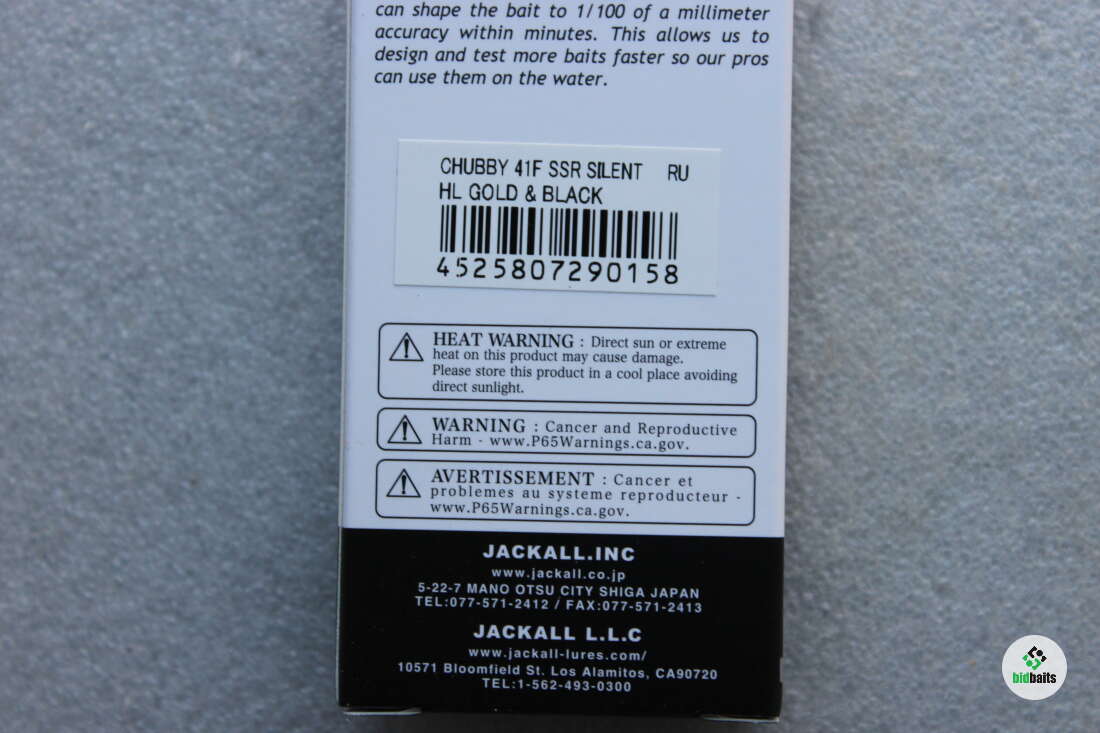 can shape the bait to 1/100 of a millimeter
accuracy within minutes. This allows us to
design and test more baits faster so our pros
can use them on the water.
CHUBBY 41F SSR SILENT RU
HL GOLD & BLACK
4525807290158
HEAT WARNING : Direct sun or extreme
heat on this product may cause damage.
Please store this product in a cool place avoiding
direct sunlight.
WARNING : Cancer and Reproductive
Harm - www.P65Warnings.ca.gov.
AVERTISSEMENT : Cancer et
problemes au systeme reproducteur -
www.P65Warnings.ca.gov.
JACKALL.INC
www.jackall.co.jp
5-22-7 MANO OTSU CITY SHIGA JAPAN
TEL:077-571-2412 / FAX:077-571-2413
JACKALL L.L.C
www.jackall-lures.com/
10571 Bloomfield St. Los Alamitos, CA90720
TEL:1-562-493-0300
bidbaits